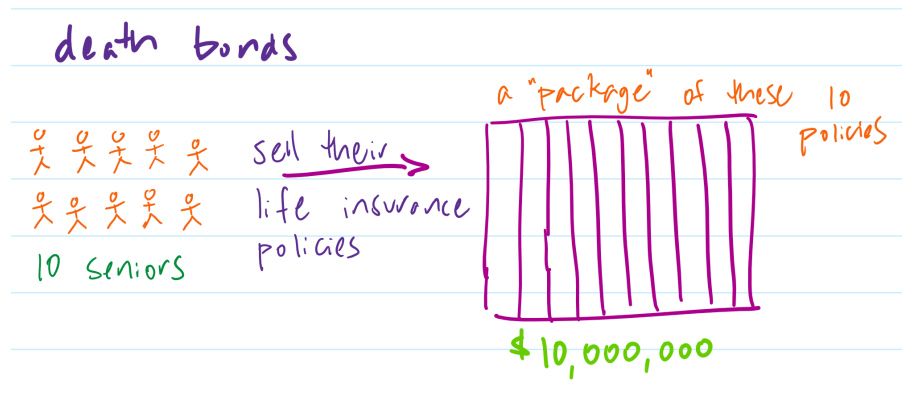 death bonds
a "package" of these 10
policies
sell their
life insurance
policies
10 seniors
$10,000,000